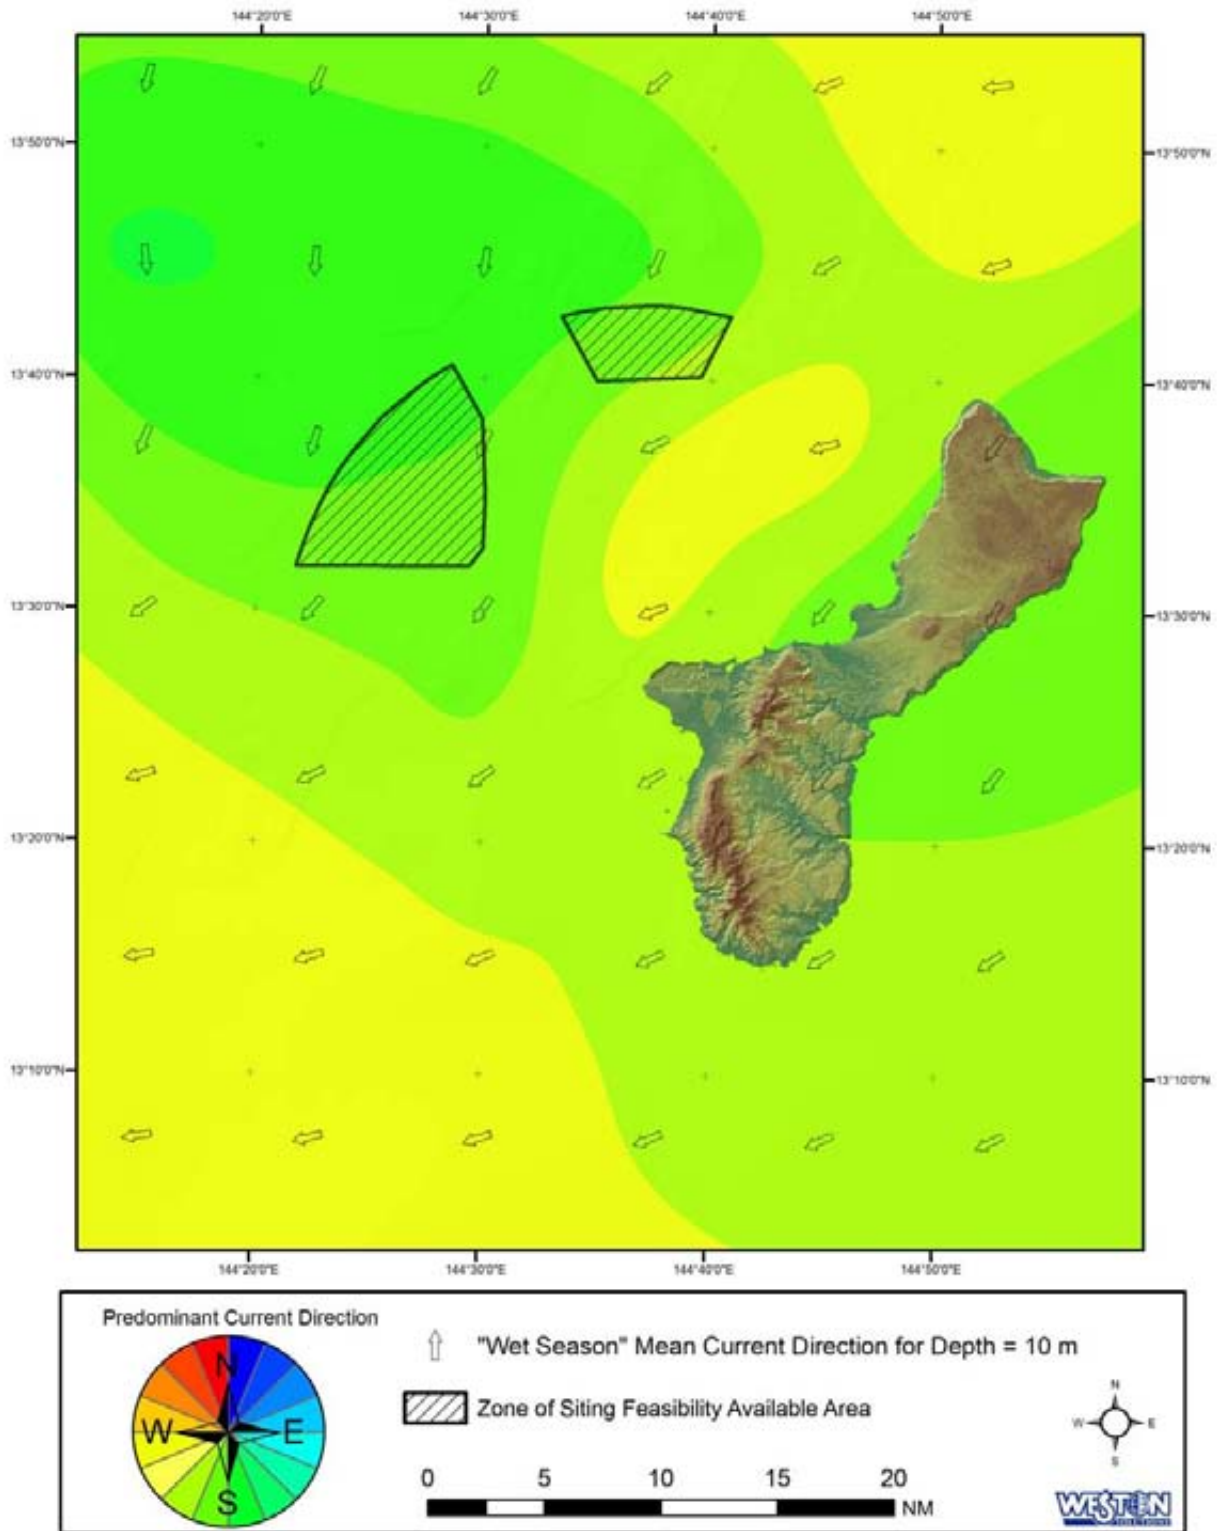 144°20'0"E 144°30'0"E 144°40'0"E 144°50'0"E
13°50'0"N 13°50'0"N
13°40'0"N 13°40'0"N
13°30'0"N 13°30'0"N
13°20'0"N 13°20'0"N
13°10'0"N 13°10'0"N
144°20'0"E 144°30'0"E 144°40'0"E 144°50'0"E
Predominant Current Direction
N
W E
S
"Wet Season" Mean Current Direction for Depth = 10 m
Zone of Siting Feasibility Available Area
0 5 10 15 20
NM
N
W E
S
WESTON
SOLUTIONS